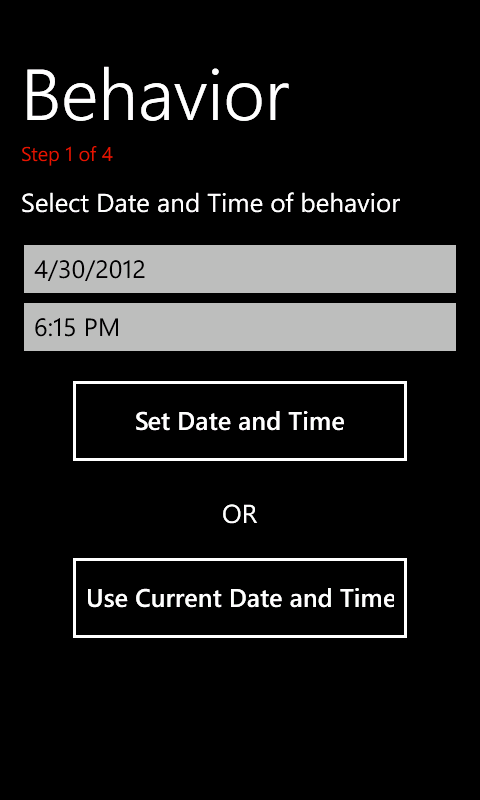 Behavior
Step 1 of 4
Select Date and Time of behavior
4/30/2012
6:15 PM
Set Date and Time
OR
Use Current Date and Time